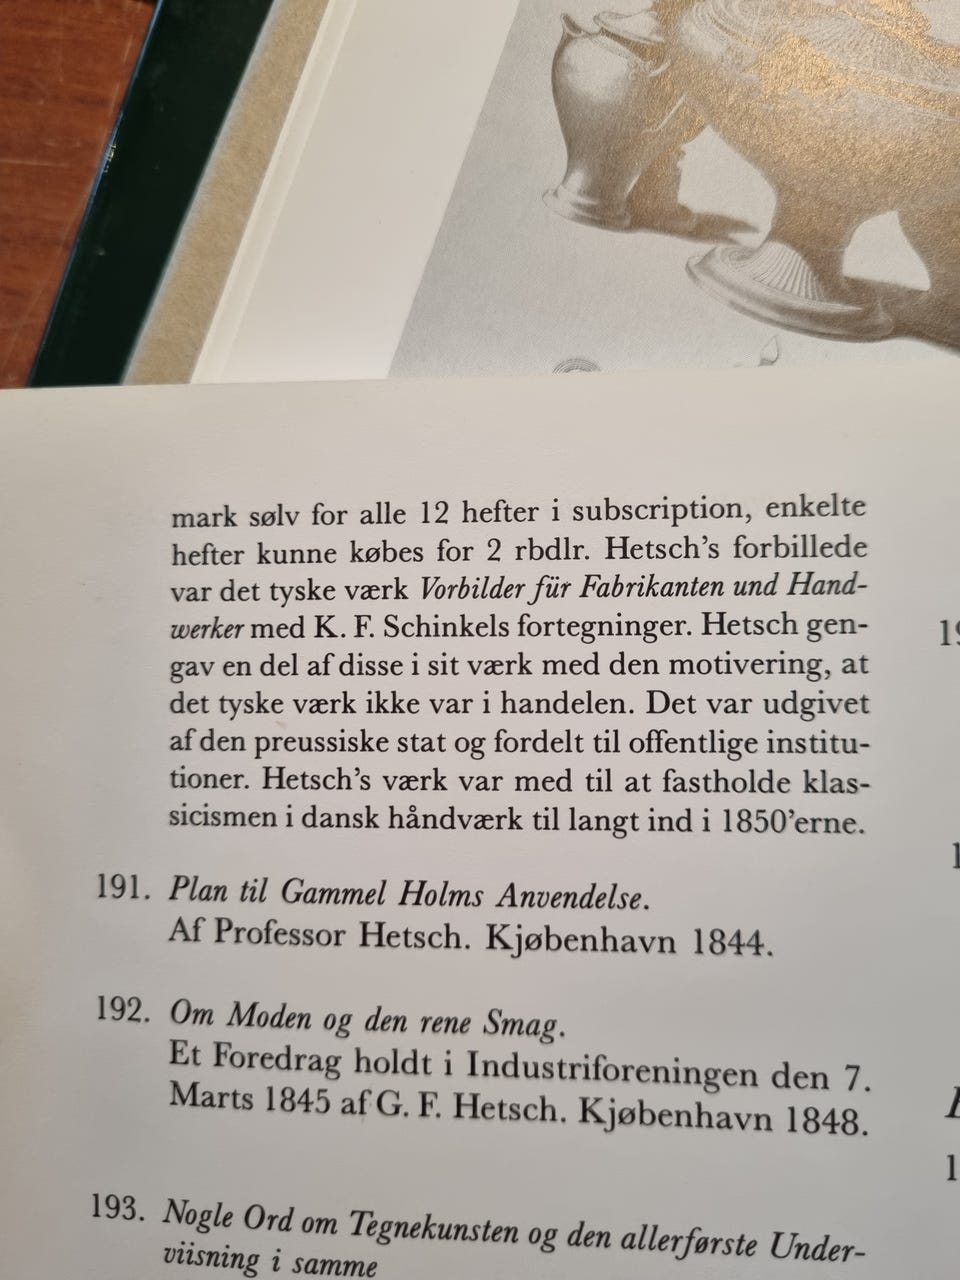 mark sølv for alle 12 hefter i subscription, enkelte
hefter kunne købes for 2 rbdlr. Hetsch’s forbillede
var det tyske værk Vorbilder für Fabrikanten und Hand-
werker med K. F. Schinkels fortegninger. Hetsch gen-
gav en del af disse i sit værk med den motivering, at
det tyske værk ikke var i handelen. Det var udgivet
af den preussiske stat og fordelt til offentlige institu-
tioner. Hetsch’s værk var med til at fastholde klas-
sicismen i dansk håndværk til langt ind i 1850’erne.
191. Plan til Gammel Holms Anvendelse.
Af Professor Hetsch. Kjøbenhavn 1844.
192. Om Moden og den rene Smag.
Et Foredrag holdt i Industriforeningen den 7.
Marts 1845 af G. F. Hetsch. Kjøbenhavn 1848.
193. Nogle Ord om Tegnekunsten og den allerførste Under-
viisning i samme